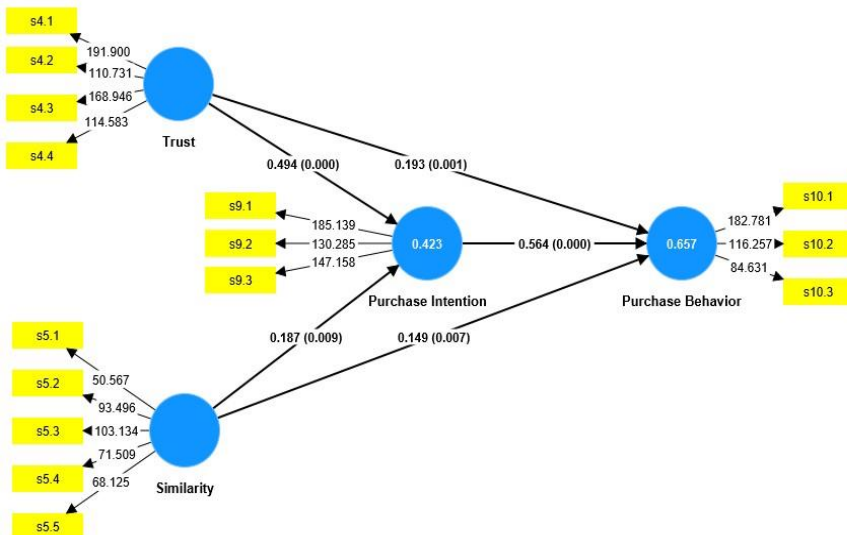 s4.1
191.900
s4.2
110.731
s4.3
168.946
114.583
s4.4
Trust
0.494 (0.000)
0.193 (0.001)
s9.1
185.139
s9.2
130.285
s9.3
147.158
0.423
Purchase Intention
0.564 (0.000)
0.657
Purchase Behavior
182.781
s10.1
116.257
s10.2
84.631
s10.3
0.187 (0.009)
0.149 (0.007)
s5.1
50.567
s5.2
93.496
s5.3
103.134
71.509
s5.4
68.125
s5.5
Similarity